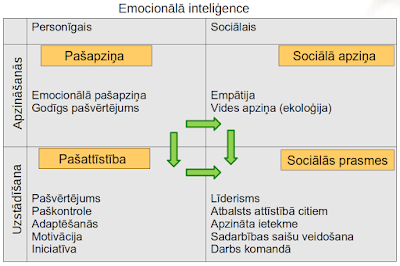 Emocionālā inteliģence
Personīgais
Sociālais
Apzināšanās
Pašapziņa
Sociālā apziņa
Emocionālā pašapziņa
Godīgs pašvērtējums
Empātija
Vides apziņa (ekoloģija)
Uzstādīšana
Pašattīstība
Sociālās prasmes
Pašvērtējums
Paškontrole
Adaptēšanās
Motivācija
Iniciatīva
Līderisms
Atbalsts attīstībā citiem
Apzināta ietekme
Sadarbības saišu veidošana
Darbs komandā